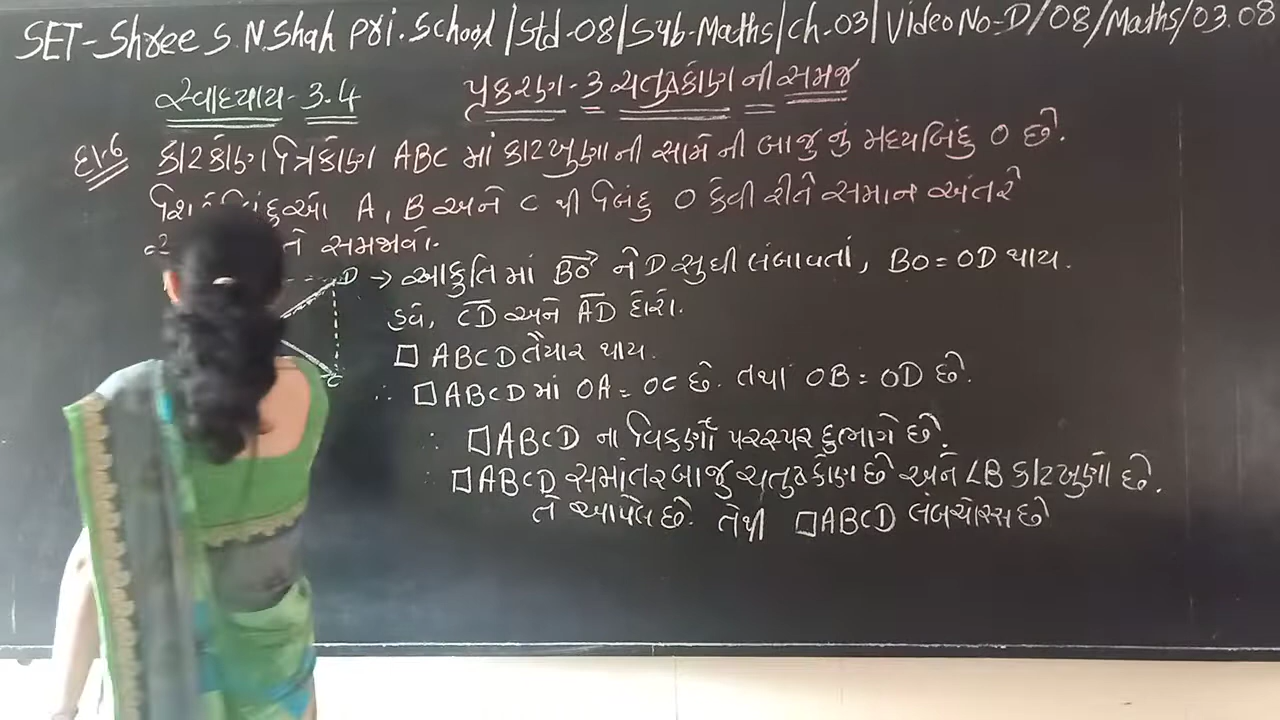 SET-Shree S.N.Shah Pri.School/Std-08/Sub-Maths/Ch-03/Video No-D/08/Maths/03.08
સ્વાધ્યાય-3.4 પ્રકરણ-3 ચતુષ્કોણ ની સમજ
દા.6 કાટકોણ ત્રિકોણ ABC માં કાટખૂણાની સામે ની બાજુ નું મધ્યબિંદુ O છે.
A, B અને C થી બિંદુ O કેવી રીતે સમાન અંતરે
સમજાવો.
D → આકૃતિ માં BO ને D સુધી લંબાવતાં, BO = OD થાય.
હવે, CD અને AD દોરો.
□ ABCD તૈયાર થાય.
C ∴ □ABCD માં OA = OC છે. તથા OB = OD છે.
∴ □ABCD ના વિકર્ણો પરસ્પર દુભાગે છે.
∴ □ABCD સમાંતરબાજુ ચતુષ્કોણ છે અને ∠B કાટખૂણો છે.
તે આપેલ છે. તેથી □ABCD લંબચોરસ છે